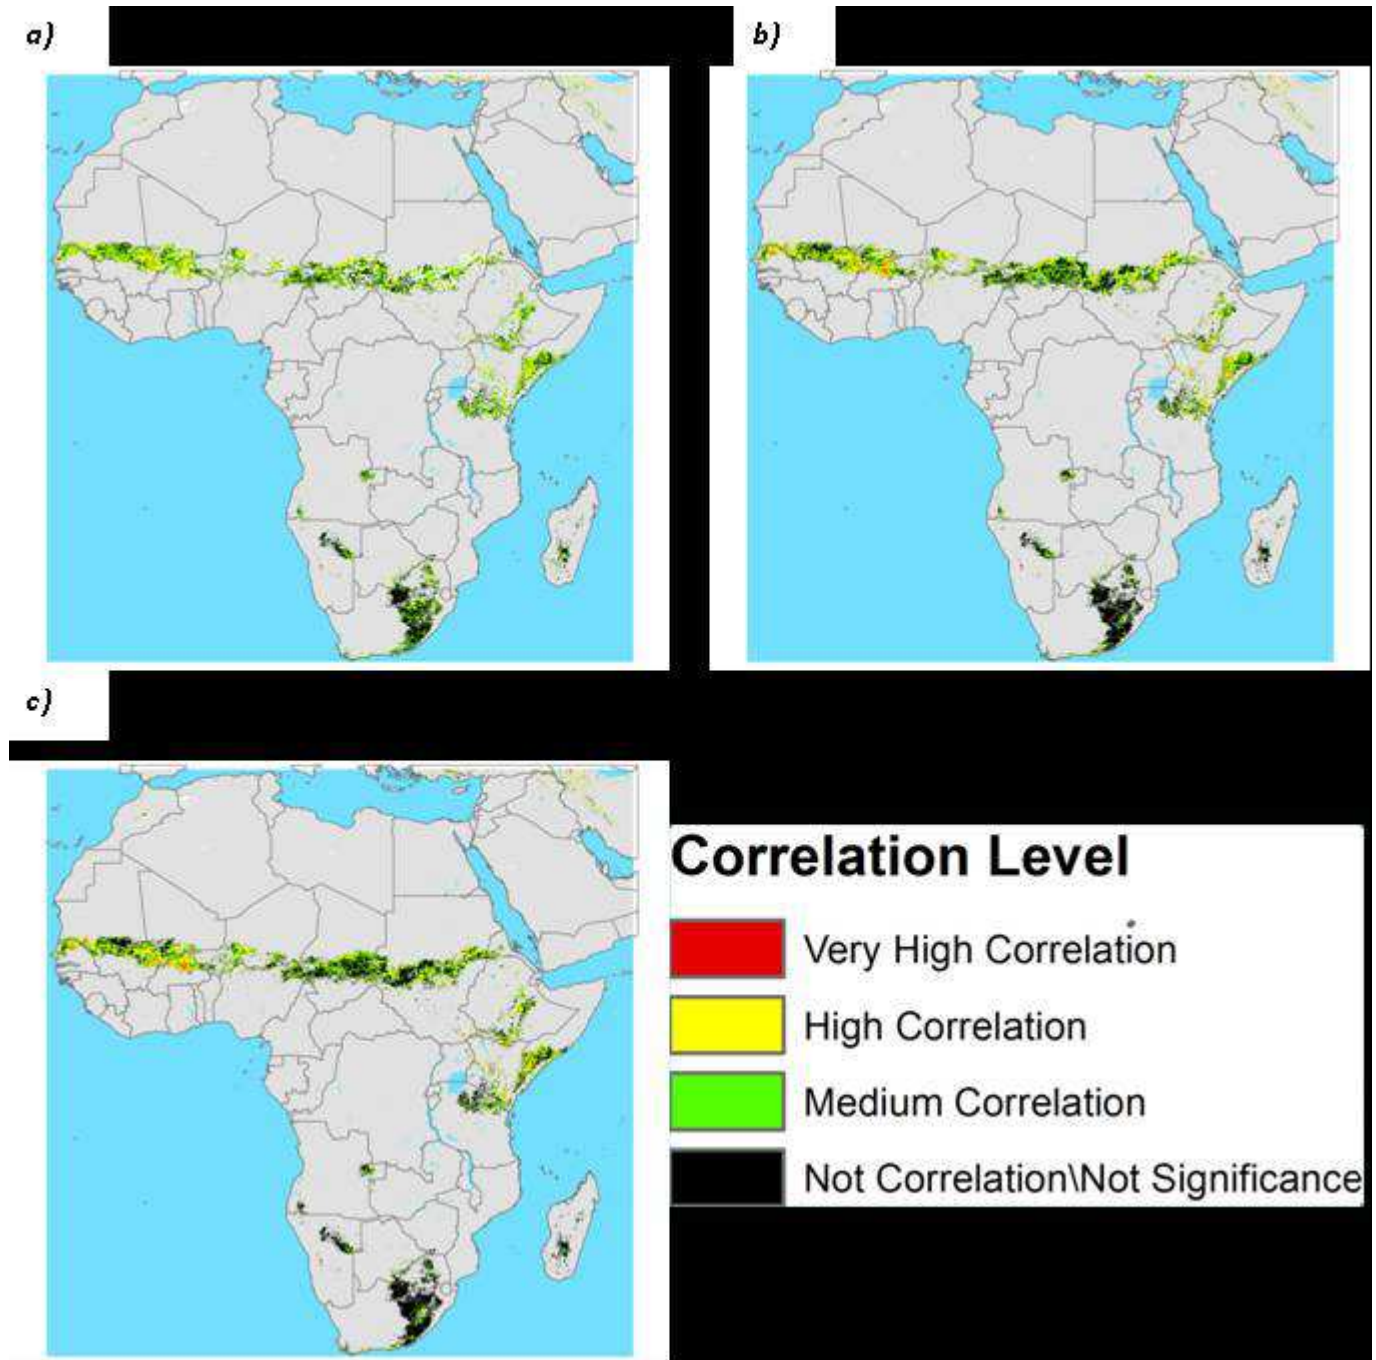 a)
b)
c)
Correlation Level
Very High Correlation
High Correlation
Medium Correlation
Not Correlation\Not Significance